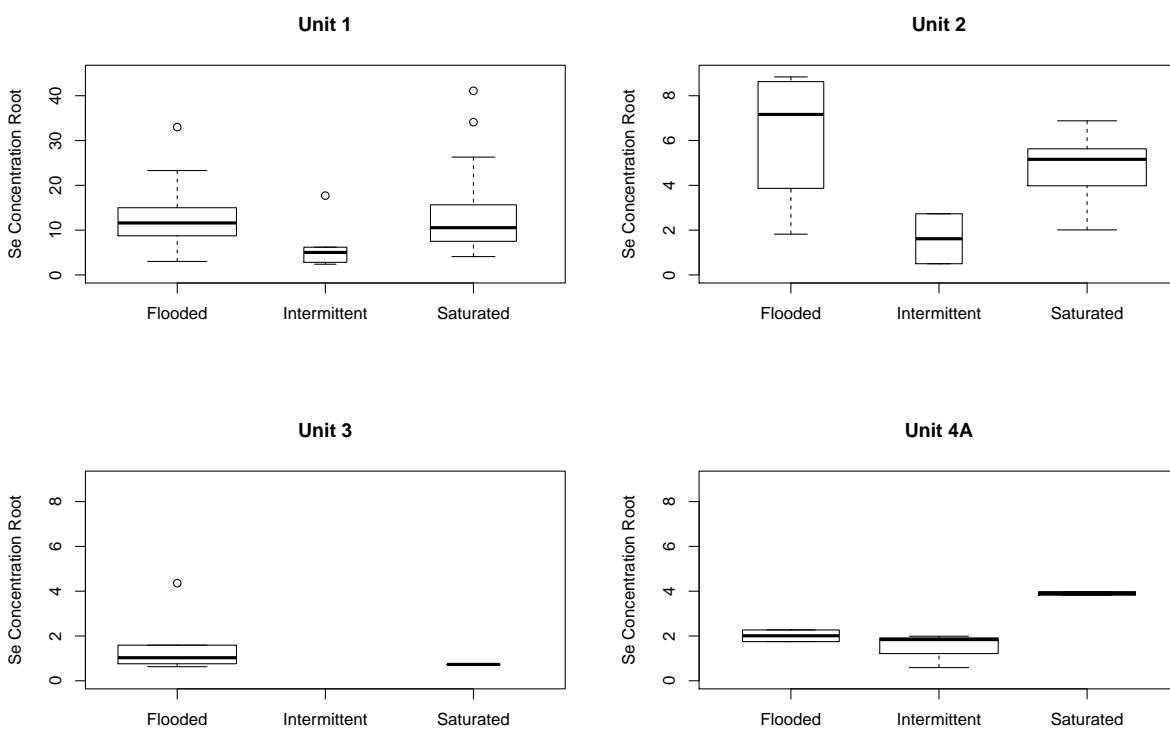 Unit 1
Se Concentration Root
40
30
20
10
0
Flooded Intermittent Saturated
Unit 2
Se Concentration Root
8
6
4
2
0
Flooded Intermittent Saturated
Unit 3
Se Concentration Root
8
6
4
2
0
Flooded Intermittent Saturated
Unit 4A
Se Concentration Root
8
6
4
2
0
Flooded Intermittent Saturated